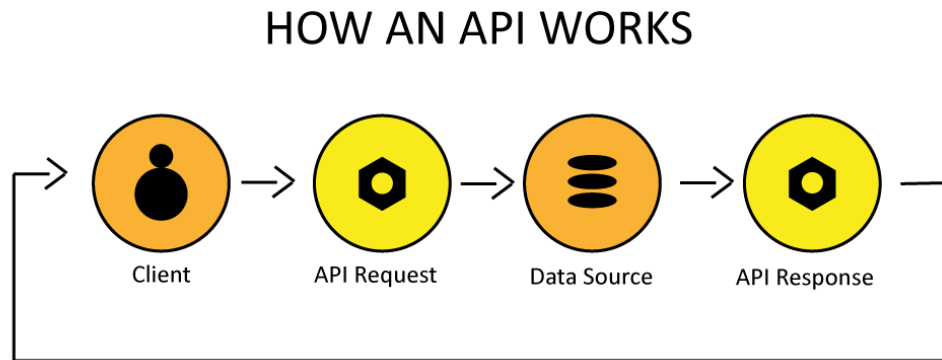 HOW AN API WORKS
Client
API Request
Data Source
API Response